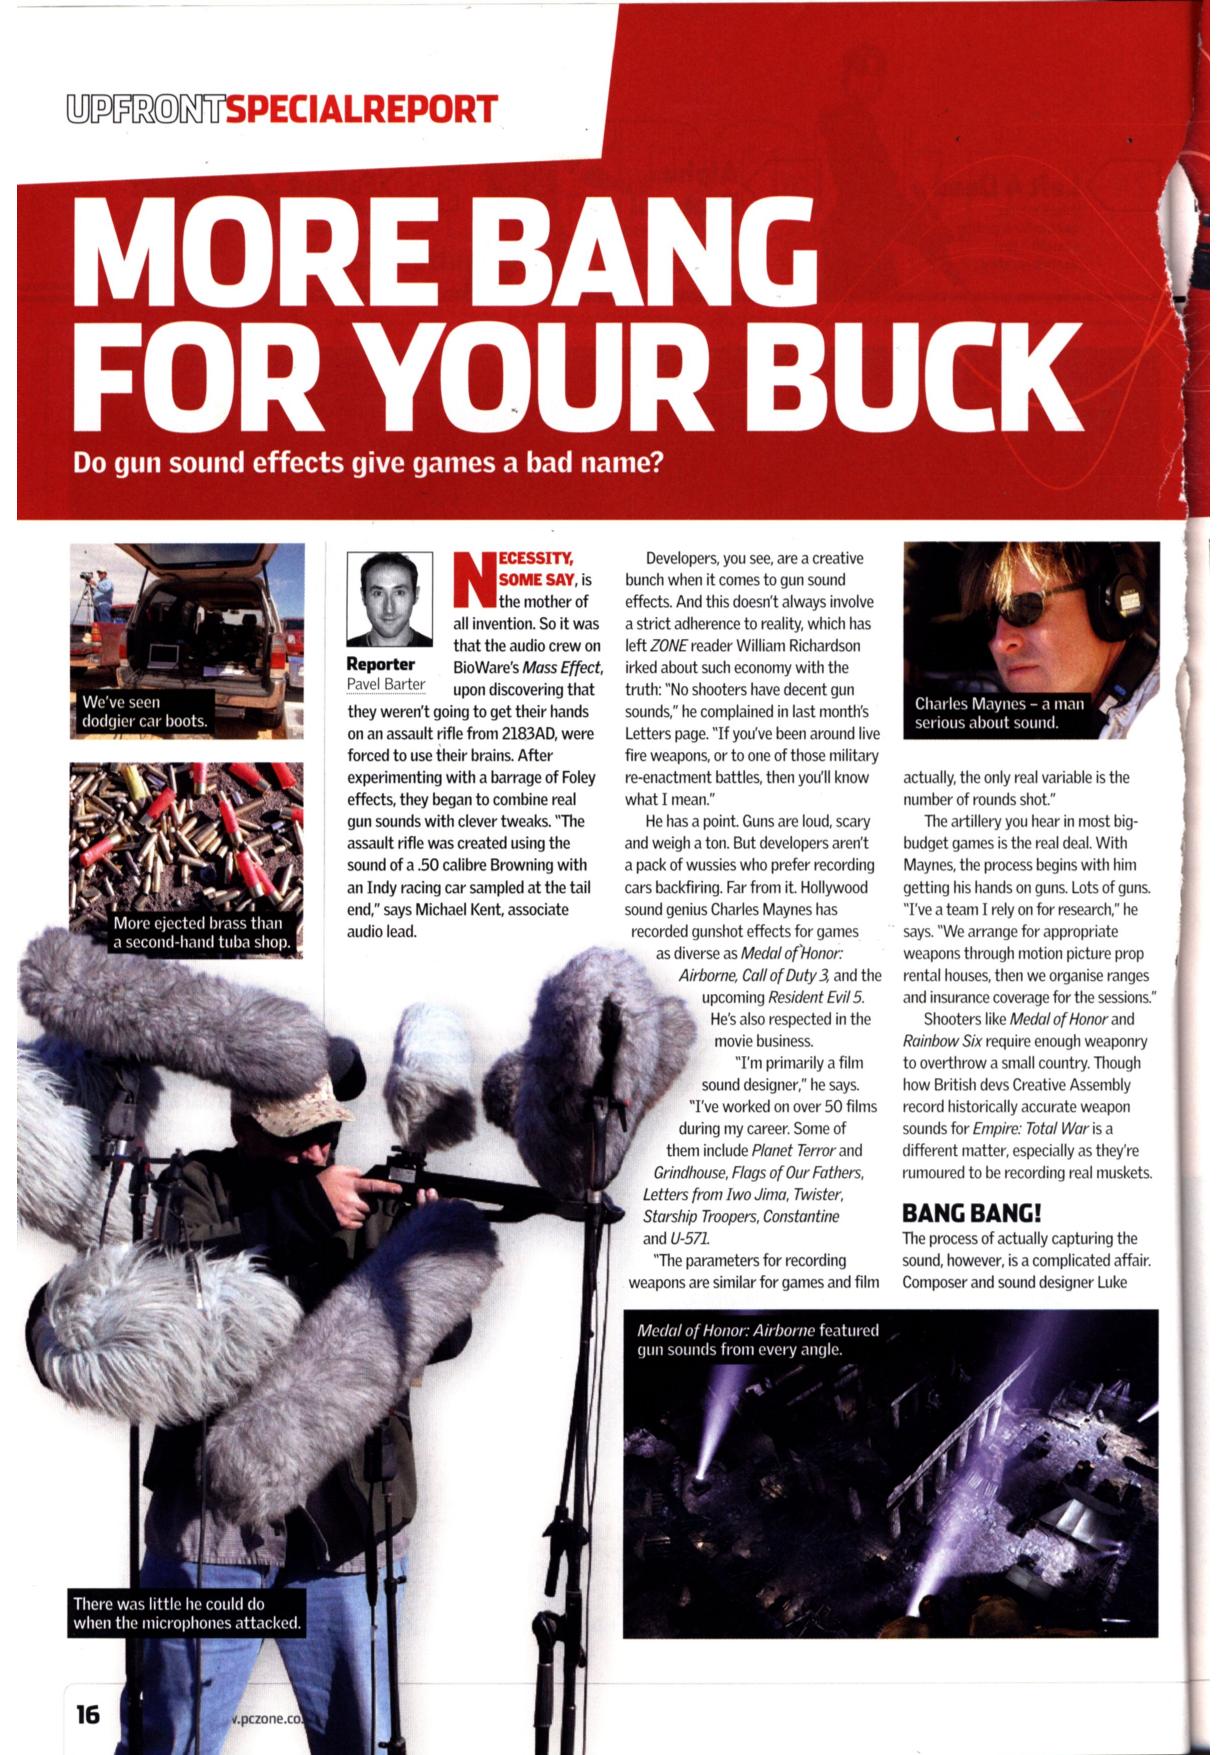 UPFRONTSPECIALREPORT
MORE BANG
FOR YOUR BUCK
Do gun sound effects give games a bad name?
We've seen
dodgier car boots.
More ejected brass than
a second-hand tuba shop.
Reporter
Pavel Barter
NECESSITY,
SOME SAY, is
the mother of
all invention. So it was
that the audio crew on
BioWare's Mass Effect,
upon discovering that
they weren't going to get their hands
on an assault rifle from 2183AD, were
forced to use their brains. After
experimenting with a barrage of Foley
effects, they began to combine real
gun sounds with clever tweaks. "The
assault rifle was created using the
sound of a .50 calibre Browning with
an Indy racing car sampled at the tail
end," says Michael Kent, associate
audio lead.
Developers, you see, are a creative
bunch when it comes to gun sound
effects. And this doesn't always involve
a strict adherence to reality, which has
left ZONE reader William Richardson
irked about such economy with the
truth: "No shooters have decent gun
sounds," he complained in last month's
Letters page. "If you've been around live
fire weapons, or to one of those military
re-enactment battles, then you'll know
what I mean."
He has a point. Guns are loud, scary
and weigh a ton. But developers aren't
a pack of wussies who prefer recording
cars backfiring. Far from it. Hollywood
sound genius Charles Maynes has
recorded gunshot effects for games
as diverse as Medal of Honor:
Airborne, Call of Duty 3, and the
upcoming Resident Evil 5.
He's also respected in the
movie business.
"I'm primarily a film
sound designer," he says.
"I've worked on over 50 films
during my career. Some of
them include Planet Terror and
Grindhouse, Flags of Our Fathers,
Letters from Iwo Jima, Twister,
Starship Troopers, Constantine
and U-571.
"The parameters for recording
weapons are similar for games and film
Charles Maynes – a man
serious about sound.
actually, the only real variable is the
number of rounds shot."
The artillery you hear in most big-
budget games is the real deal. With
Maynes, the process begins with him
getting his hands on guns. Lots of guns.
"I've a team I rely on for research," he
says. "We arrange for appropriate
weapons through motion picture prop
rental houses, then we organise ranges
and insurance coverage for the sessions."
Shooters like Medal of Honor and
Rainbow Six require enough weaponry
to overthrow a small country. Though
how British devs Creative Assembly
record historically accurate weapon
sounds for Empire: Total War is a
different matter, especially as they're
rumoured to be recording real muskets.
BANG BANG!
The process of actually capturing the
sound, however, is a complicated affair.
Composer and sound designer Luke
Medal of Honor: Airborne featured
gun sounds from every angle.
There was little he could do
when the microphones attacked.
16
.pczone.co.